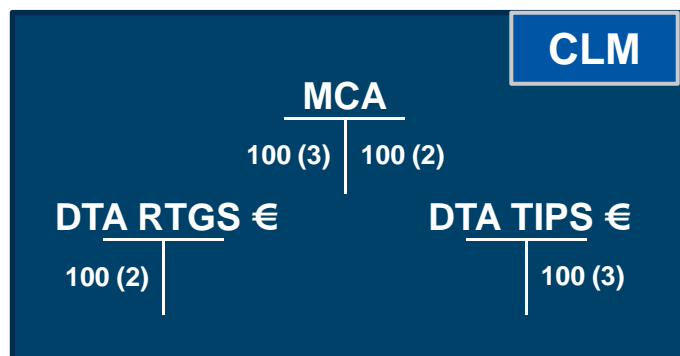 CLM
MCA
100 (3) 100 (2)
DTA RTGS € DTA TIPS €
100 (2) 100 (3)